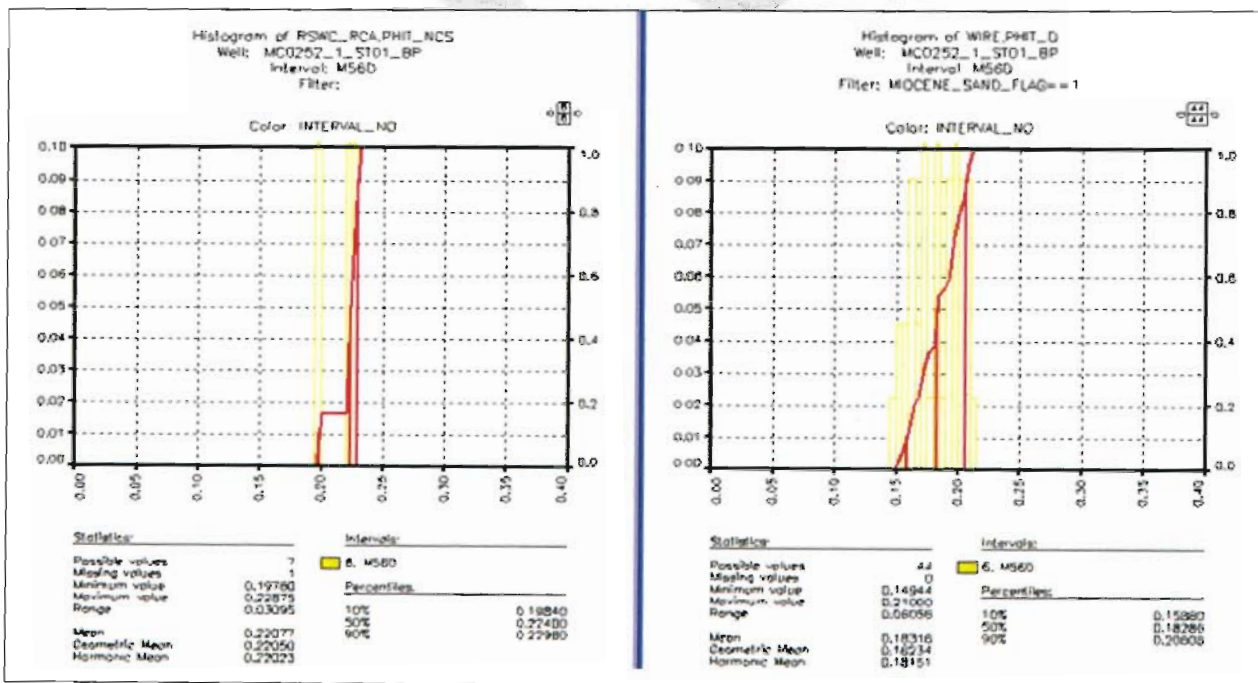 Histogram of RSWC_RCA.PHIT_NCS
Well: MC0252_1_ST01_BP
Interval: M56D
Filter:
Color: INTERVAL_NO
0.10
0.09
0.08
0.07
0.06
0.05
0.04
0.03
0.02
0.01
0.00
1.0
0.8
0.6
0.4
0.2
0.0
0.00
0.05
0.10
0.15
0.20
0.25
0.30
0.35
0.40
Statistics:
Possible values 7
Missing values 1
Minimum value 0.19780
Maximum value 0.22875
Range 0.03095
Mean 0.22077
Geometric Mean 0.22050
Harmonic Mean 0.22023
Intervals:
6. M56D
Percentiles:
10% 0.19840
50% 0.22400
90% 0.22980
Histogram of WIRE.PHIT_D
Well: MC0252_1_ST01_BP
Interval M56D
Filter: MIOCENE_SAND_FLAG==1
44
44
Color: INTERVAL_NO
0.10
0.09
0.08
0.07
0.06
0.05
0.04
0.03
0.02
0.01
0.00
1.0
0.8
0.6
0.4
0.2
0.0
0.00
0.05
0.10
0.15
0.20
0.25
0.30
0.35
0.40
Statistics:
Possible values 44
Missing values 0
Minimum value 0.14944
Maximum value 0.21000
Range 0.06056
Mean 0.18316
Geometric Mean 0.18234
Harmonic Mean 0.18151
Intervals:
6. M56D
Percentiles:
10% 0.15880
50% 0.18286
90% 0.20608